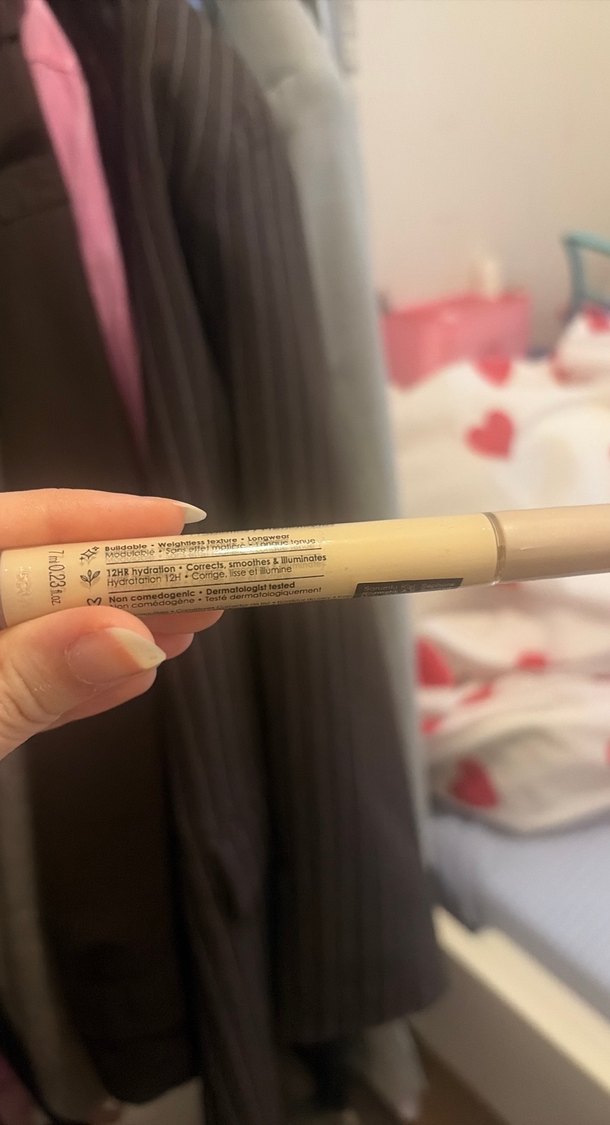 Buildable • Weightless texture • Longwear
Modulable • Sans effet matière • Longue tenue
12HR hydration • Corrects, smoothes & illuminates
Hydratation 12H • Corrige, lisse et illumine
Non comedogenic • Dermatologist tested
Non comédogène • Testé dermatologiquement
7ml 0.23 fl.oz